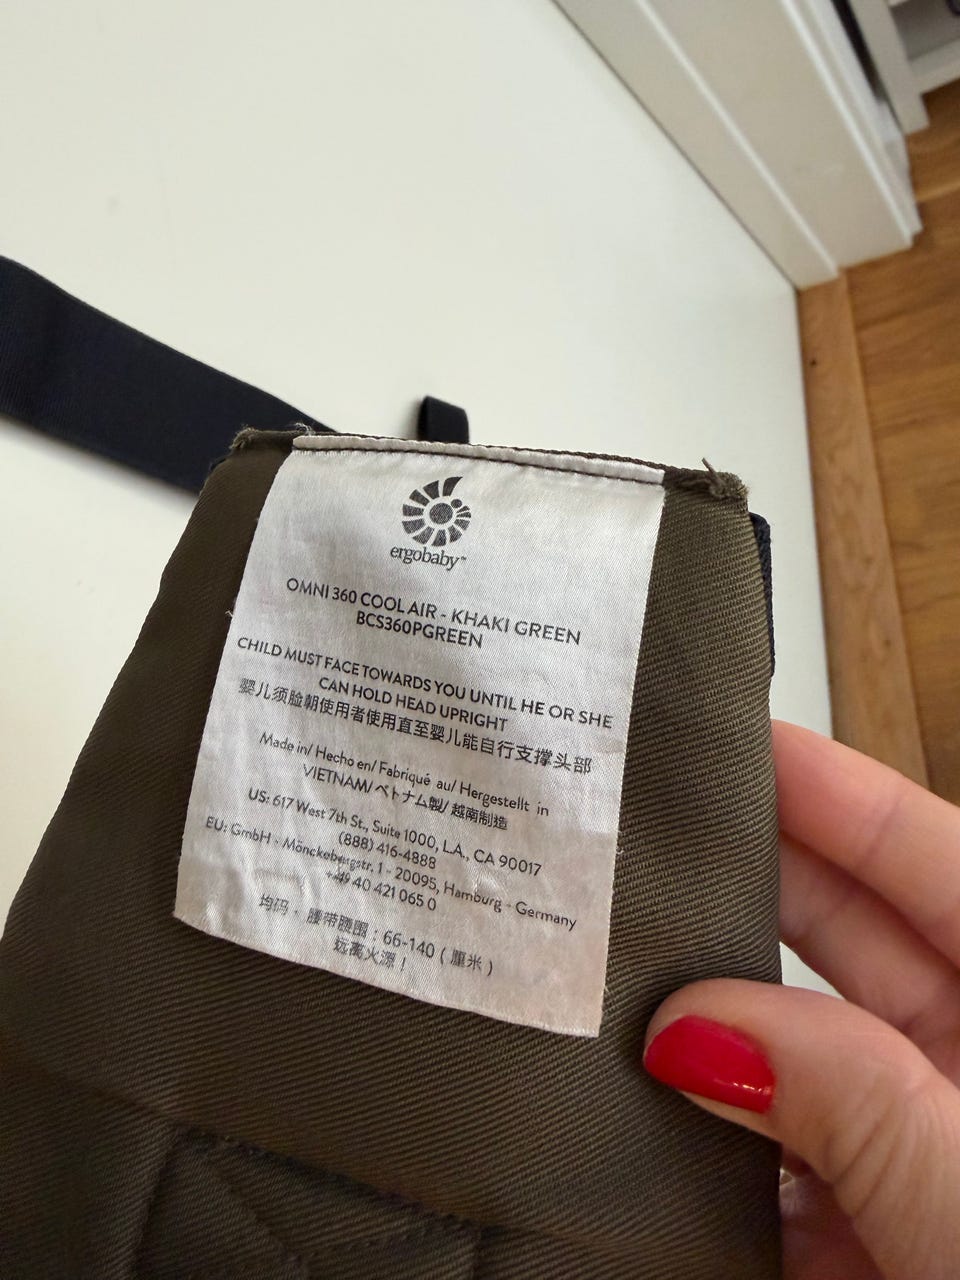 ergobaby™
OMNI 360 COOL AIR - KHAKI GREEN
BCS360PGREEN
CHILD MUST FACE TOWARDS YOU UNTIL HE OR SHE
CAN HOLD HEAD UPRIGHT
婴儿须脸朝使用者使用直至婴儿能自行支撑头部
Made in/ Hecho en/ Fabriqué au/ Hergestellt in
VIETNAM/ ベトナム製/ 越南制造
US: 617 West 7th St., Suite 1000, L.A., CA 90017
(888) 416-4888
EU: GmbH - Mönckebergstr. 1 - 20095, Hamburg - Germany
+49 40 421 065 0
均码， 腰带腰围：66-140 ( 厘米 )
远离火源！